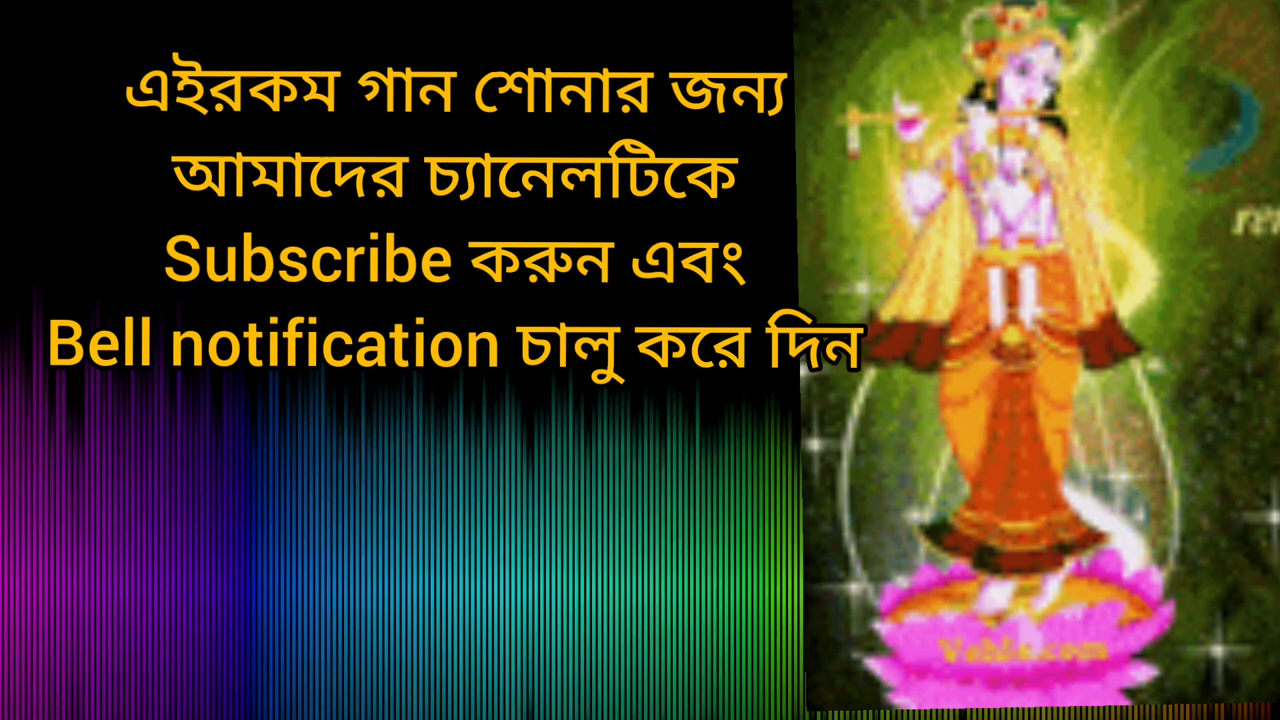 এইরকম গান শোনার জন্য
আমাদের চ্যানেলটিকে
Subscribe করুন এবং
Bell notification চালু করে দিন